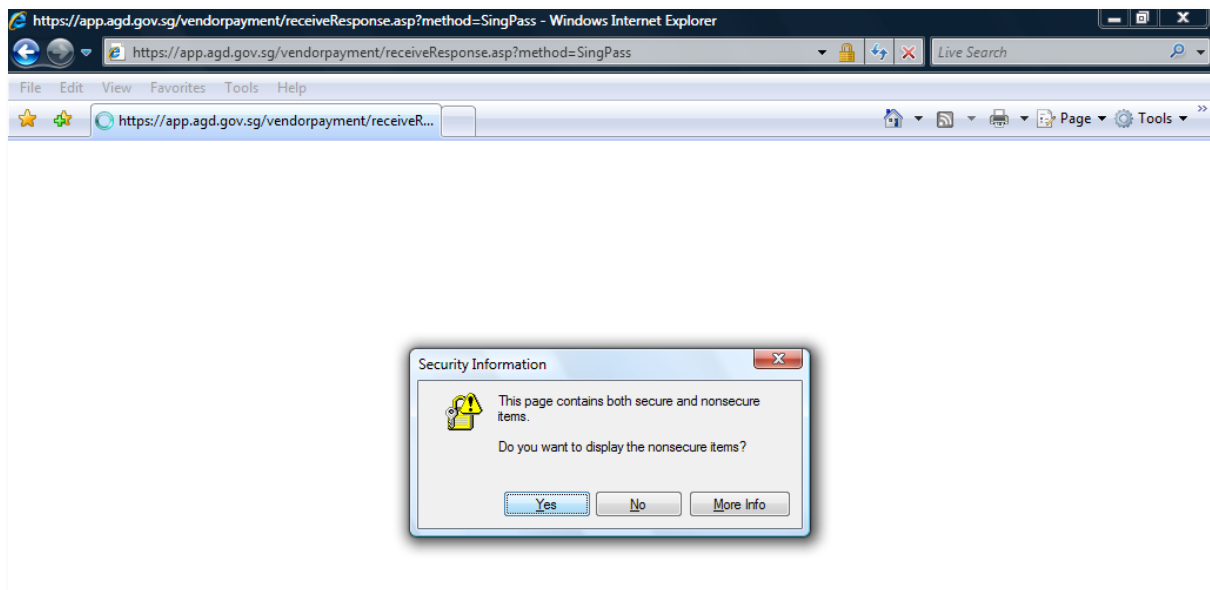 https://app.agd.gov.sg/vendorpayment/receiveResponse.asp?method=SingPass - Windows Internet Explorer
https://app.agd.gov.sg/vendorpayment/receiveResponse.asp?method=SingPass Live Search
File Edit View Favorites Tools Help
https://app.agd.gov.sg/vendorpayment/receiveR... Page Tools »
Security Information
This page contains both secure and nonsecure
items.
Do you want to display the nonsecure items?
Yes No More Info